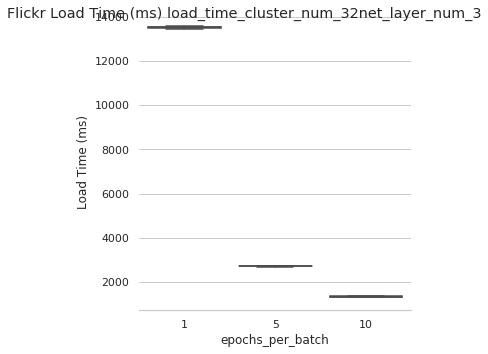 Flickr Load Time (ms) load_time_cluster_num_32net_layer_num_3
14000
12000
10000
8000
6000
4000
2000
Load Time (ms)
1 5 10
epochs_per_batch